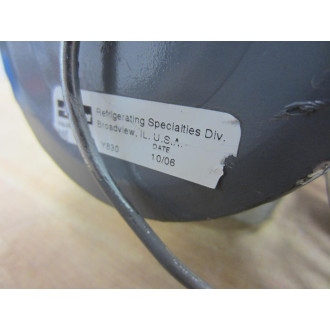 Refrigerating Specialties Div.
Broadview, IL, U.S.A.
DATE
10/06